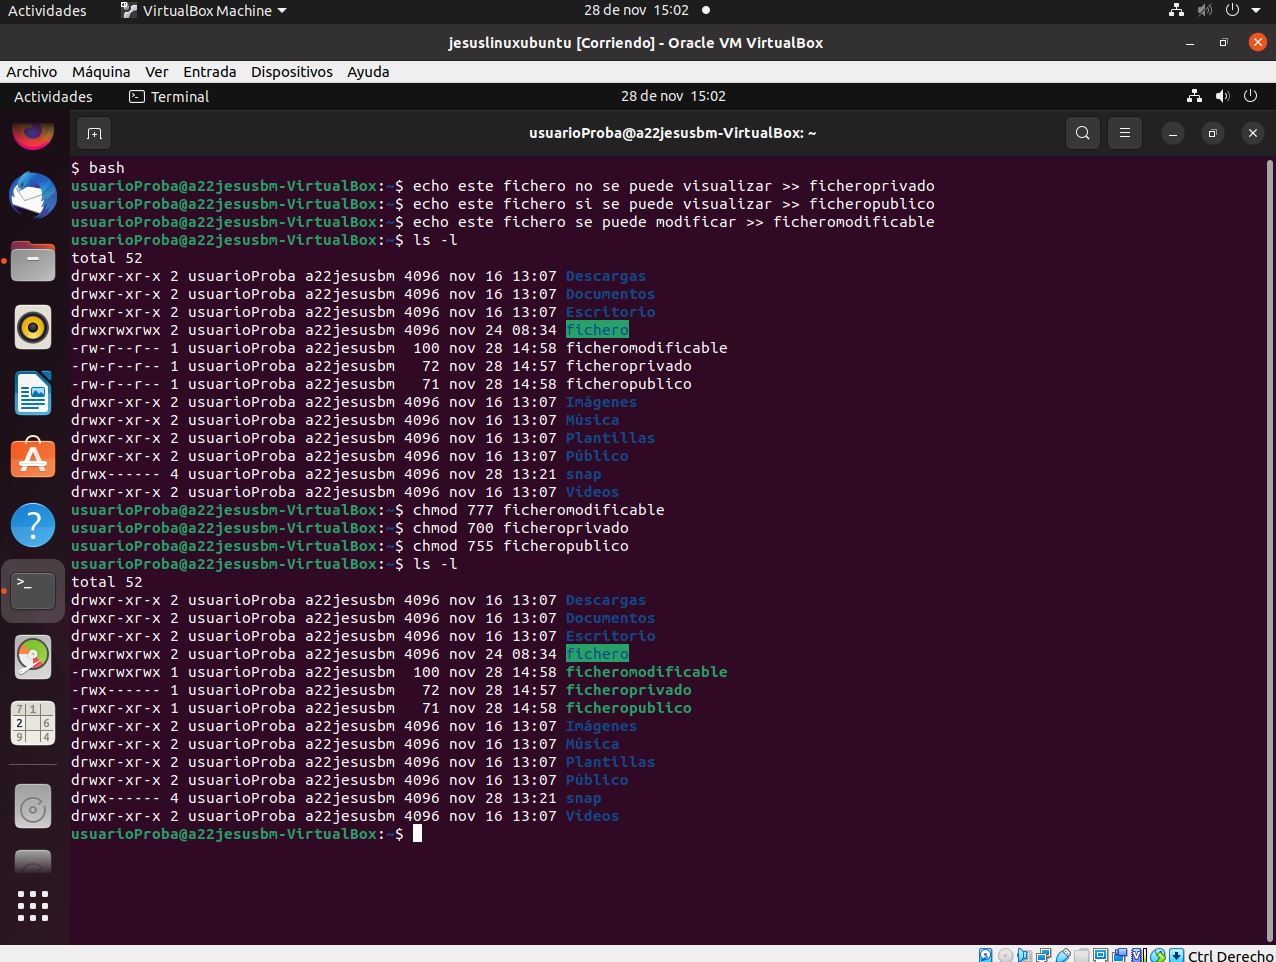 Actividades VirtualBox Machine 28 de nov 15:02
jesuslinuxubuntu [Corriendo] - Oracle VM VirtualBox
Archivo Máquina Ver Entrada Dispositivos Ayuda
Actividades Terminal 28 de nov 15:02
usuarioProba@a22jesusbm-VirtualBox: ~
$ bash
usuarioProba@a22jesusbm-VirtualBox:~$ echo este fichero no se puede visualizar >> ficheroprivado
usuarioProba@a22jesusbm-VirtualBox:~$ echo este fichero si se puede visualizar >> ficheropublico
usuarioProba@a22jesusbm-VirtualBox:~$ echo este fichero se puede modificar >> ficheromodificable
usuarioProba@a22jesusbm-VirtualBox:~$ ls -l
total 52
drwxr-xr-x 2 usuarioProba a22jesusbm 4096 nov 16 13:07 Descargas
drwxr-xr-x 2 usuarioProba a22jesusbm 4096 nov 16 13:07 Documentos
drwxr-xr-x 2 usuarioProba a22jesusbm 4096 nov 16 13:07 Escritorio
drwxrwxrwx 2 usuarioProba a22jesusbm 4096 nov 24 08:34 fichero
-rw-r--r-- 1 usuarioProba a22jesusbm  100 nov 28 14:58 ficheromodificable
-rw-r--r-- 1 usuarioProba a22jesusbm   72 nov 28 14:57 ficheroprivado
-rw-r--r-- 1 usuarioProba a22jesusbm   71 nov 28 14:58 ficheropublico
drwxr-xr-x 2 usuarioProba a22jesusbm 4096 nov 16 13:07 Imágenes
drwxr-xr-x 2 usuarioProba a22jesusbm 4096 nov 16 13:07 Música
drwxr-xr-x 2 usuarioProba a22jesusbm 4096 nov 16 13:07 Plantillas
drwxr-xr-x 2 usuarioProba a22jesusbm 4096 nov 16 13:07 Público
drwx------ 4 usuarioProba a22jesusbm 4096 nov 28 13:21 snap
drwxr-xr-x 2 usuarioProba a22jesusbm 4096 nov 16 13:07 Vídeos
usuarioProba@a22jesusbm-VirtualBox:~$ chmod 777 ficheromodificable
usuarioProba@a22jesusbm-VirtualBox:~$ chmod 700 ficheroprivado
usuarioProba@a22jesusbm-VirtualBox:~$ chmod 755 ficheropublico
usuarioProba@a22jesusbm-VirtualBox:~$ ls -l
total 52
drwxr-xr-x 2 usuarioProba a22jesusbm 4096 nov 16 13:07 Descargas
drwxr-xr-x 2 usuarioProba a22jesusbm 4096 nov 16 13:07 Documentos
drwxr-xr-x 2 usuarioProba a22jesusbm 4096 nov 16 13:07 Escritorio
drwxrwxrwx 2 usuarioProba a22jesusbm 4096 nov 24 08:34 fichero
-rwxrwxrwx 1 usuarioProba a22jesusbm  100 nov 28 14:58 ficheromodificable
-rwx------ 1 usuarioProba a22jesusbm   72 nov 28 14:57 ficheroprivado
-rwxr-xr-x 1 usuarioProba a22jesusbm   71 nov 28 14:58 ficheropublico
drwxr-xr-x 2 usuarioProba a22jesusbm 4096 nov 16 13:07 Imágenes
drwxr-xr-x 2 usuarioProba a22jesusbm 4096 nov 16 13:07 Música
drwxr-xr-x 2 usuarioProba a22jesusbm 4096 nov 16 13:07 Plantillas
drwxr-xr-x 2 usuarioProba a22jesusbm 4096 nov 16 13:07 Público
drwx------ 4 usuarioProba a22jesusbm 4096 nov 28 13:21 snap
drwxr-xr-x 2 usuarioProba a22jesusbm 4096 nov 16 13:07 Vídeos
usuarioProba@a22jesusbm-VirtualBox:~$
7 1
2 6
9 4
Ctrl Derecho